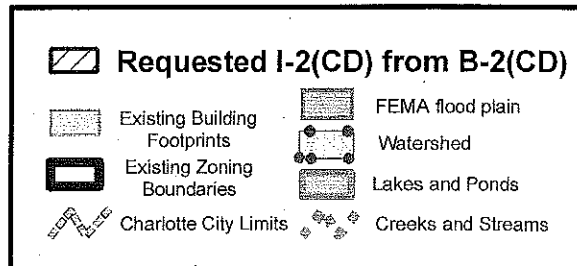 Requested I-2(CD) from B-2(CD)
Existing Building
Footprints
Existing Zoning
Boundaries
Charlotte City Limits
FEMA flood plain
Watershed
Lakes and Ponds
Creeks and Streams